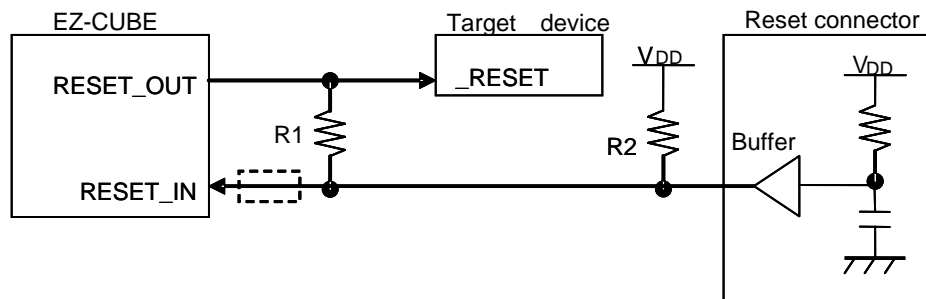 EZ-CUBE
Target device
Reset connector
RESET_OUT
_RESET
VDD
VDD
R1
R2
Buffer
RESET_IN